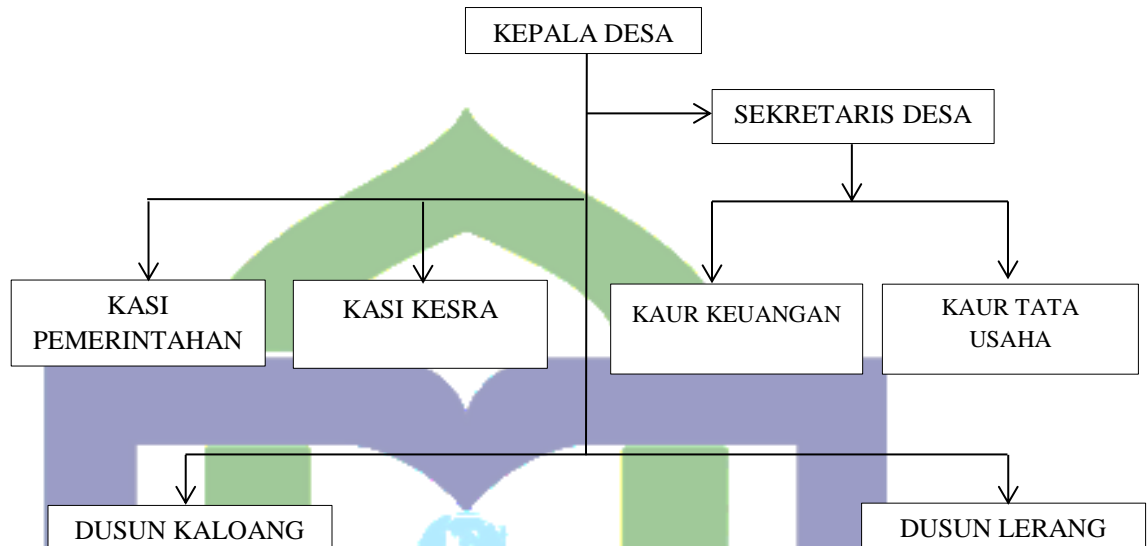 KEPALA DESA
SEKRETARIS DESA
KASI
PEMERINTAHAN
KASI KESRA
KAUR KEUANGAN
KAUR TATA
USAHA
DUSUN KALOANG
DUSUN LERANG